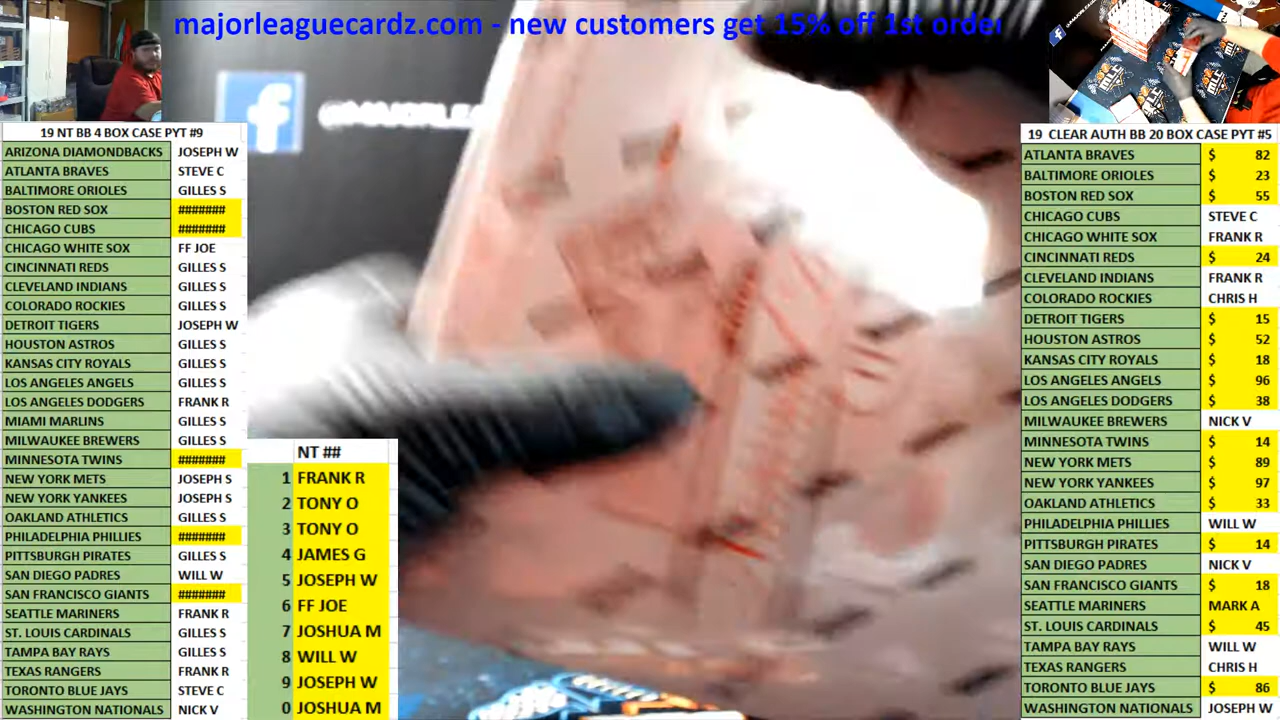 majorleaguecardz.com - new customers get 15% off 1st order
19 NT BB 4 BOX CASE PYT #9
ARIZONA DIAMONDBACKS JOSEPH W
ATLANTA BRAVES STEVE C
BALTIMORE ORIOLES GILLES S
BOSTON RED SOX #######
CHICAGO CUBS #######
CHICAGO WHITE SOX FF JOE
CINCINNATI REDS GILLES S
CLEVELAND INDIANS GILLES S
COLORADO ROCKIES GILLES S
DETROIT TIGERS JOSEPH W
HOUSTON ASTROS GILLES S
KANSAS CITY ROYALS GILLES S
LOS ANGELES ANGELS GILLES S
LOS ANGELES DODGERS FRANK R
MIAMI MARLINS GILLES S
MILWAUKEE BREWERS GILLES S
MINNESOTA TWINS #######
NEW YORK METS JOSEPH S
NEW YORK YANKEES JOSEPH S
OAKLAND ATHLETICS GILLES S
PHILADELPHIA PHILLIES #######
PITTSBURGH PIRATES GILLES S
SAN DIEGO PADRES WILL W
SAN FRANCISCO GIANTS #######
SEATTLE MARINERS FRANK R
ST. LOUIS CARDINALS GILLES S
TAMPA BAY RAYS GILLES S
TEXAS RANGERS FRANK R
TORONTO BLUE JAYS STEVE C
WASHINGTON NATIONALS NICK V
NT ##
1 FRANK R
2 TONY O
3 TONY O
4 JAMES G
5 JOSEPH W
6 FF JOE
7 JOSHUA M
8 WILL W
9 JOSEPH W
0 JOSHUA M
f
MLC
19 CLEAR AUTH BB 20 BOX CASE PYT #5
ATLANTA BRAVES $ 82
BALTIMORE ORIOLES $ 23
BOSTON RED SOX $ 55
CHICAGO CUBS STEVE C
CHICAGO WHITE SOX FRANK R
CINCINNATI REDS $ 24
CLEVELAND INDIANS FRANK R
COLORADO ROCKIES CHRIS H
DETROIT TIGERS $ 15
HOUSTON ASTROS $ 52
KANSAS CITY ROYALS $ 18
LOS ANGELES ANGELS $ 96
LOS ANGELES DODGERS $ 38
MILWAUKEE BREWERS NICK V
MINNESOTA TWINS $ 14
NEW YORK METS $ 89
NEW YORK YANKEES $ 97
OAKLAND ATHLETICS $ 33
PHILADELPHIA PHILLIES WILL W
PITTSBURGH PIRATES $ 14
SAN DIEGO PADRES NICK V
SAN FRANCISCO GIANTS $ 18
SEATTLE MARINERS MARK A
ST. LOUIS CARDINALS $ 45
TAMPA BAY RAYS WILL W
TEXAS RANGERS CHRIS H
TORONTO BLUE JAYS $ 86
WASHINGTON NATIONALS JOSEPH W